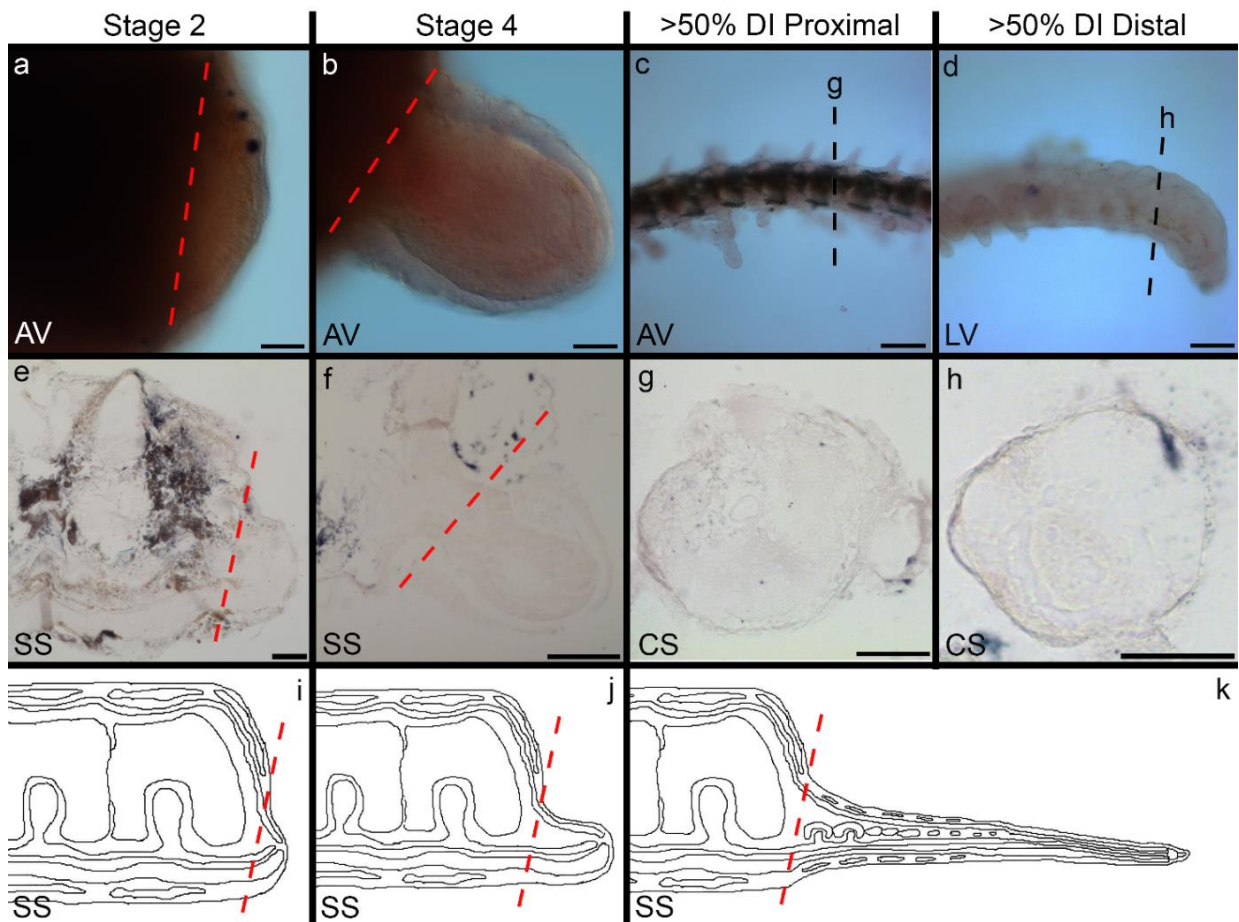 Stage 2
Stage 4
>50% DI Proximal
>50% DI Distal
a
b
c
g
d
h
AV
AV
AV
LV
e
f
g
h
SS
SS
CS
CS
i
j
k
SS
SS
SS